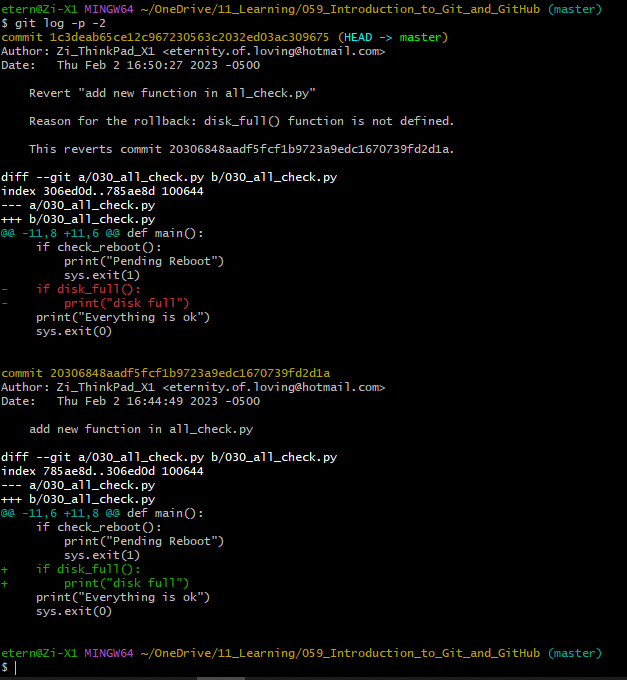 etern@Zi-X1 MINGW64 ~/OneDrive/11_Learning/059_Introduction_to_Git_and_GitHub (master)
$ git log -p -2
commit 1c3deab65ce12c967230563c2032ed03ac309675 (HEAD -> master)
Author: Zi_ThinkPad_X1 <eternity.of.loving@hotmail.com>
Date:   Thu Feb 2 16:50:27 2023 -0500

    Revert "add new function in all_check.py"

    Reason for the rollback: disk_full() function is not defined.

    This reverts commit 20306848aadf5fcf1b9723a9edc1670739fd2d1a.

diff --git a/030_all_check.py b/030_all_check.py
index 306ed0d..785ae8d 100644
--- a/030_all_check.py
+++ b/030_all_check.py
@@ -11,8 +11,6 @@ def main():
     if check_reboot():
         print("Pending Reboot")
         sys.exit(1)
-    if disk_full():
-        print("disk full")
     print("Everything is ok")
     sys.exit(0)

commit 20306848aadf5fcf1b9723a9edc1670739fd2d1a
Author: Zi_ThinkPad_X1 <eternity.of.loving@hotmail.com>
Date:   Thu Feb 2 16:44:49 2023 -0500

    add new function in all_check.py

diff --git a/030_all_check.py b/030_all_check.py
index 785ae8d..306ed0d 100644
--- a/030_all_check.py
+++ b/030_all_check.py
@@ -11,6 +11,8 @@ def main():
     if check_reboot():
         print("Pending Reboot")
         sys.exit(1)
+    if disk_full():
+        print("disk full")
     print("Everything is ok")
     sys.exit(0)

etern@Zi-X1 MINGW64 ~/OneDrive/11_Learning/059_Introduction_to_Git_and_GitHub (master)
$